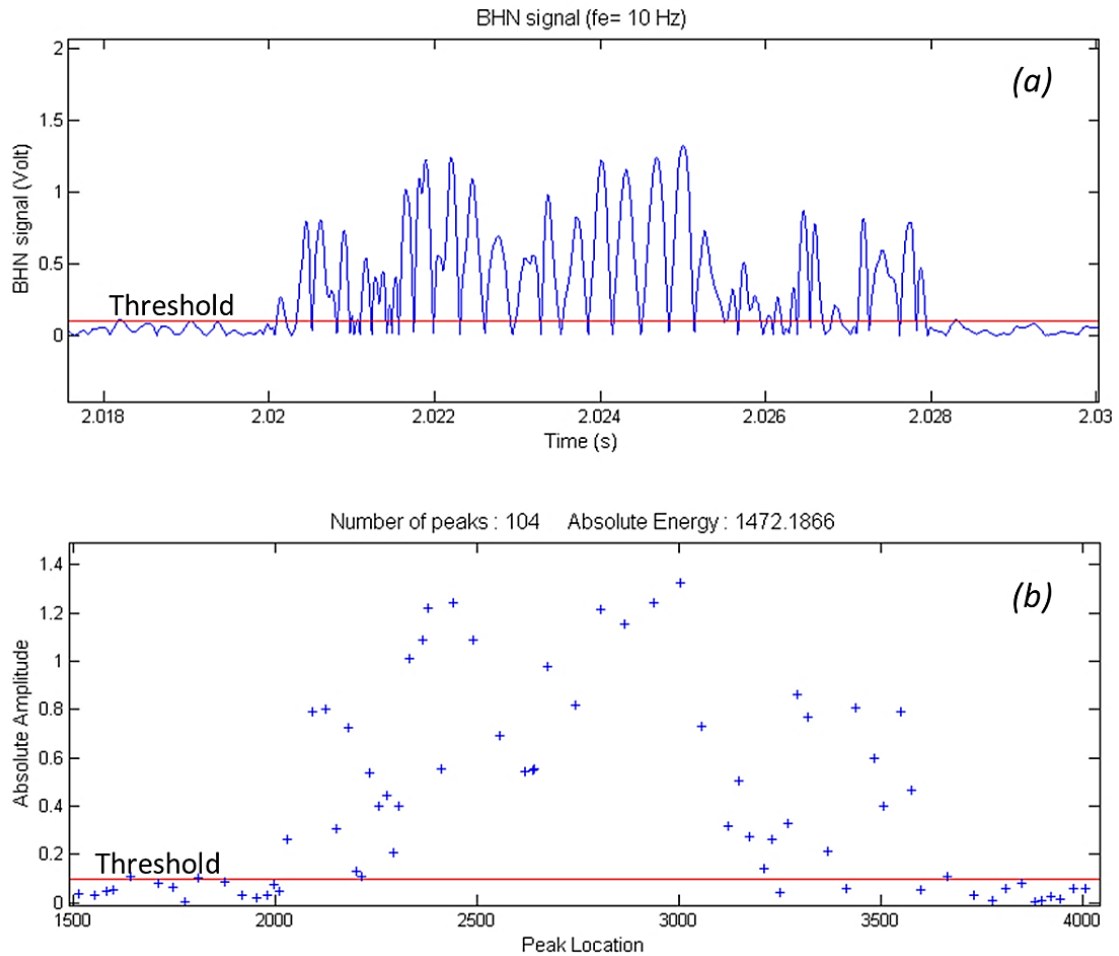 BHN signal (fe= 10 Hz)
(a)
2
1.5
1
0.5
0
BHN signal (Volt)
Threshold
2.018 2.02 2.022 2.024 2.026 2.028 2.03
Time (s)
Number of peaks : 104 Absolute Energy : 1472.1866
(b)
1.4
1.2
1
0.8
0.6
0.4
0.2
0
Absolute Amplitude
Threshold
1500 2000 2500 3000 3500 4000
Peak Location